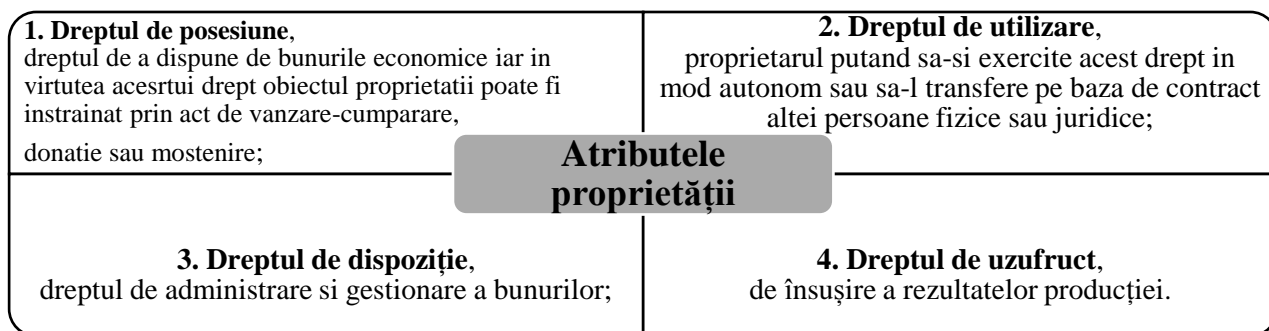 1. Dreptul de posesiune,
dreptul de a dispune de bunurile economice iar in
virtutea acesrtui drept obiectul proprietatii poate fi
instrainat prin act de vanzare-cumparare,
donatie sau mostenire;
2. Dreptul de utilizare,
proprietarul putand sa-si exercite acest drept in
mod autonom sau sa-l transfere pe baza de contract
altei persoane fizice sau juridice;
Atributele
proprietății
3. Dreptul de dispoziție,
dreptul de administrare si gestionare a bunurilor;
4. Dreptul de uzufruct,
de însușire a rezultatelor producției.